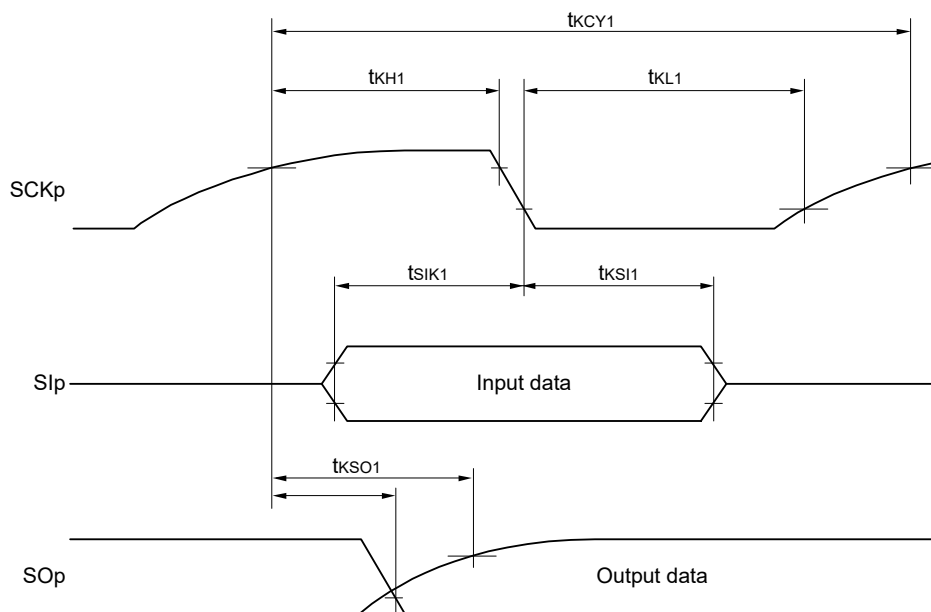 tKCY1
tKH1
tKL1
SCKp
tSIK1
tKSI1
SIp
Input data
tKSO1
SOp
Output data